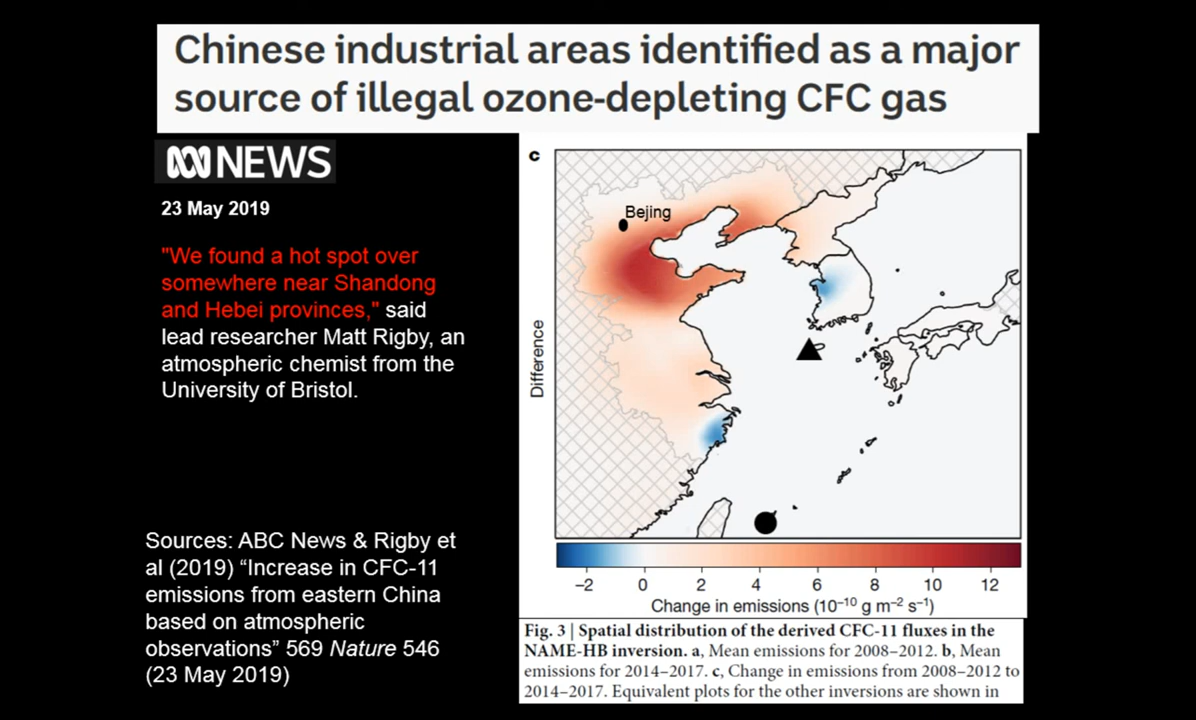 Chinese industrial areas identified as a major
source of illegal ozone-depleting CFC gas
NEWS
23 May 2019
"We found a hot spot over
somewhere near Shandong
and Hebei provinces," said
lead researcher Matt Rigby, an
atmospheric chemist from the
University of Bristol.
Sources: ABC News & Rigby et
al (2019) “Increase in CFC-11
emissions from eastern China
based on atmospheric
observations” 569 Nature 546
(23 May 2019)
c
Bejing
Difference
−2 0 2 4 6 8 10 12
Change in emissions (10⁻¹⁰ g m⁻² s⁻¹)
Fig. 3 | Spatial distribution of the derived CFC-11 fluxes in the
NAME-HB inversion. a, Mean emissions for 2008–2012. b, Mean
emissions for 2014–2017. c, Change in emissions from 2008–2012 to
2014–2017. Equivalent plots for the other inversions are shown in